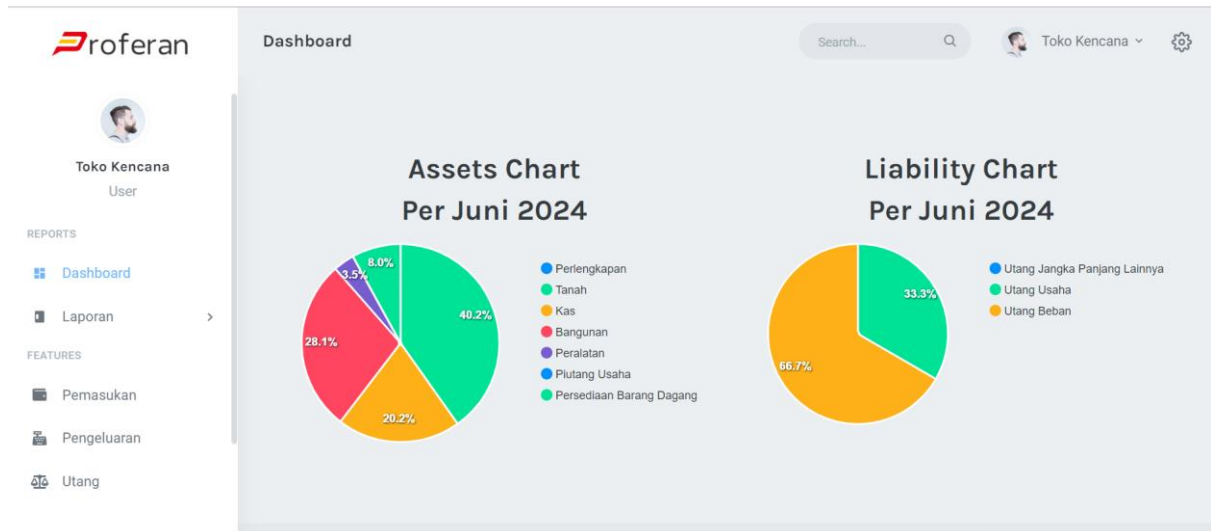 Proferan
Dashboard
Search...
Toko Kencana
Toko Kencana
User
REPORTS
Dashboard
Laporan
FEATURES
Pemasukan
Pengeluaran
Utang
Assets Chart
Per Juni 2024
8.0%
3.5%
40.2%
28.1%
20.2%
Perlengkapan
Tanah
Kas
Bangunan
Peralatan
Piutang Usaha
Persediaan Barang Dagang
Liability Chart
Per Juni 2024
33.3%
66.7%
Utang Jangka Panjang Lainnya
Utang Usaha
Utang Beban